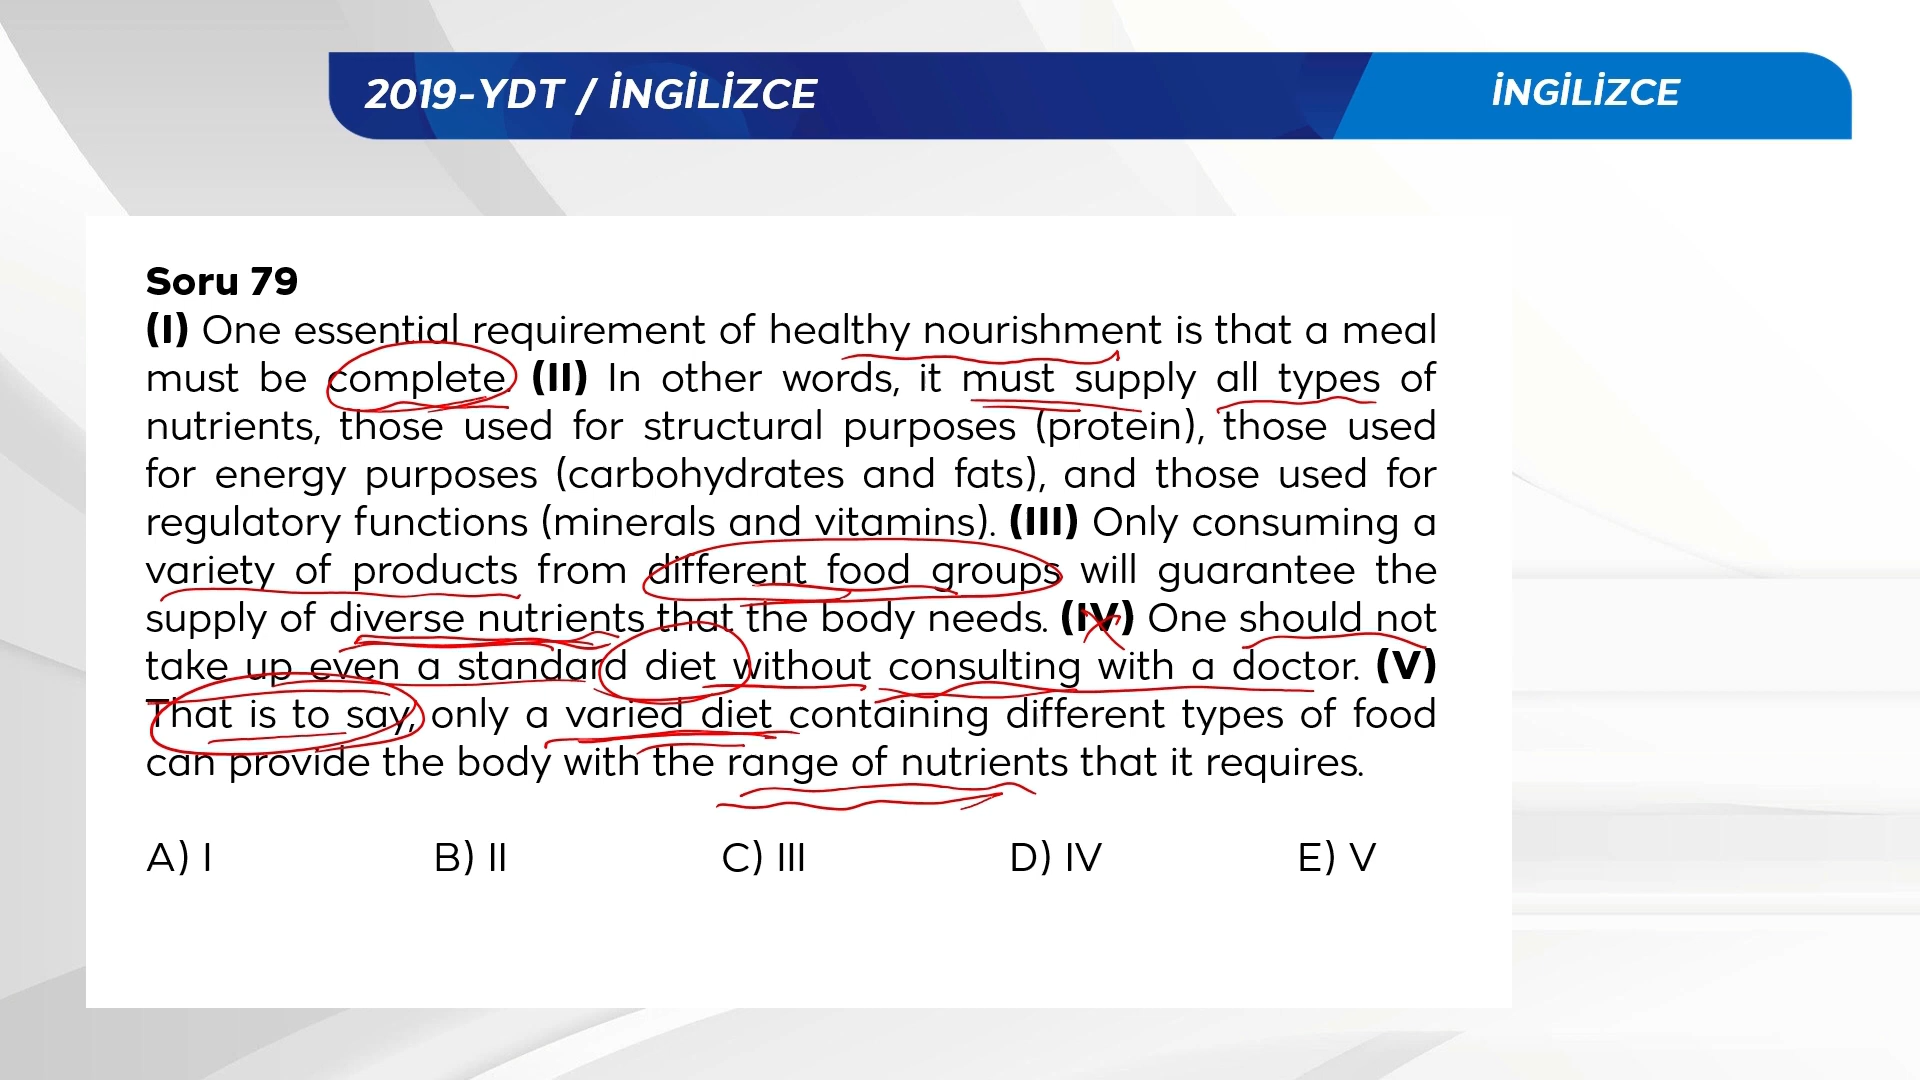 2019-YDT / İNGİLİZCE
İNGİLİZCE
Soru 79
(I) One essential requirement of healthy nourishment is that a meal
must be complete. (II) In other words, it must supply all types of
nutrients, those used for structural purposes (protein), those used
for energy purposes (carbohydrates and fats), and those used for
regulatory functions (minerals and vitamins). (III) Only consuming a
variety of products from different food groups will guarantee the
supply of diverse nutrients that the body needs. (IV) One should not
take up even a standard diet without consulting with a doctor. (V)
That is to say, only a varied diet containing different types of food
can provide the body with the range of nutrients that it requires.
A) I B) II C) III D) IV E) V